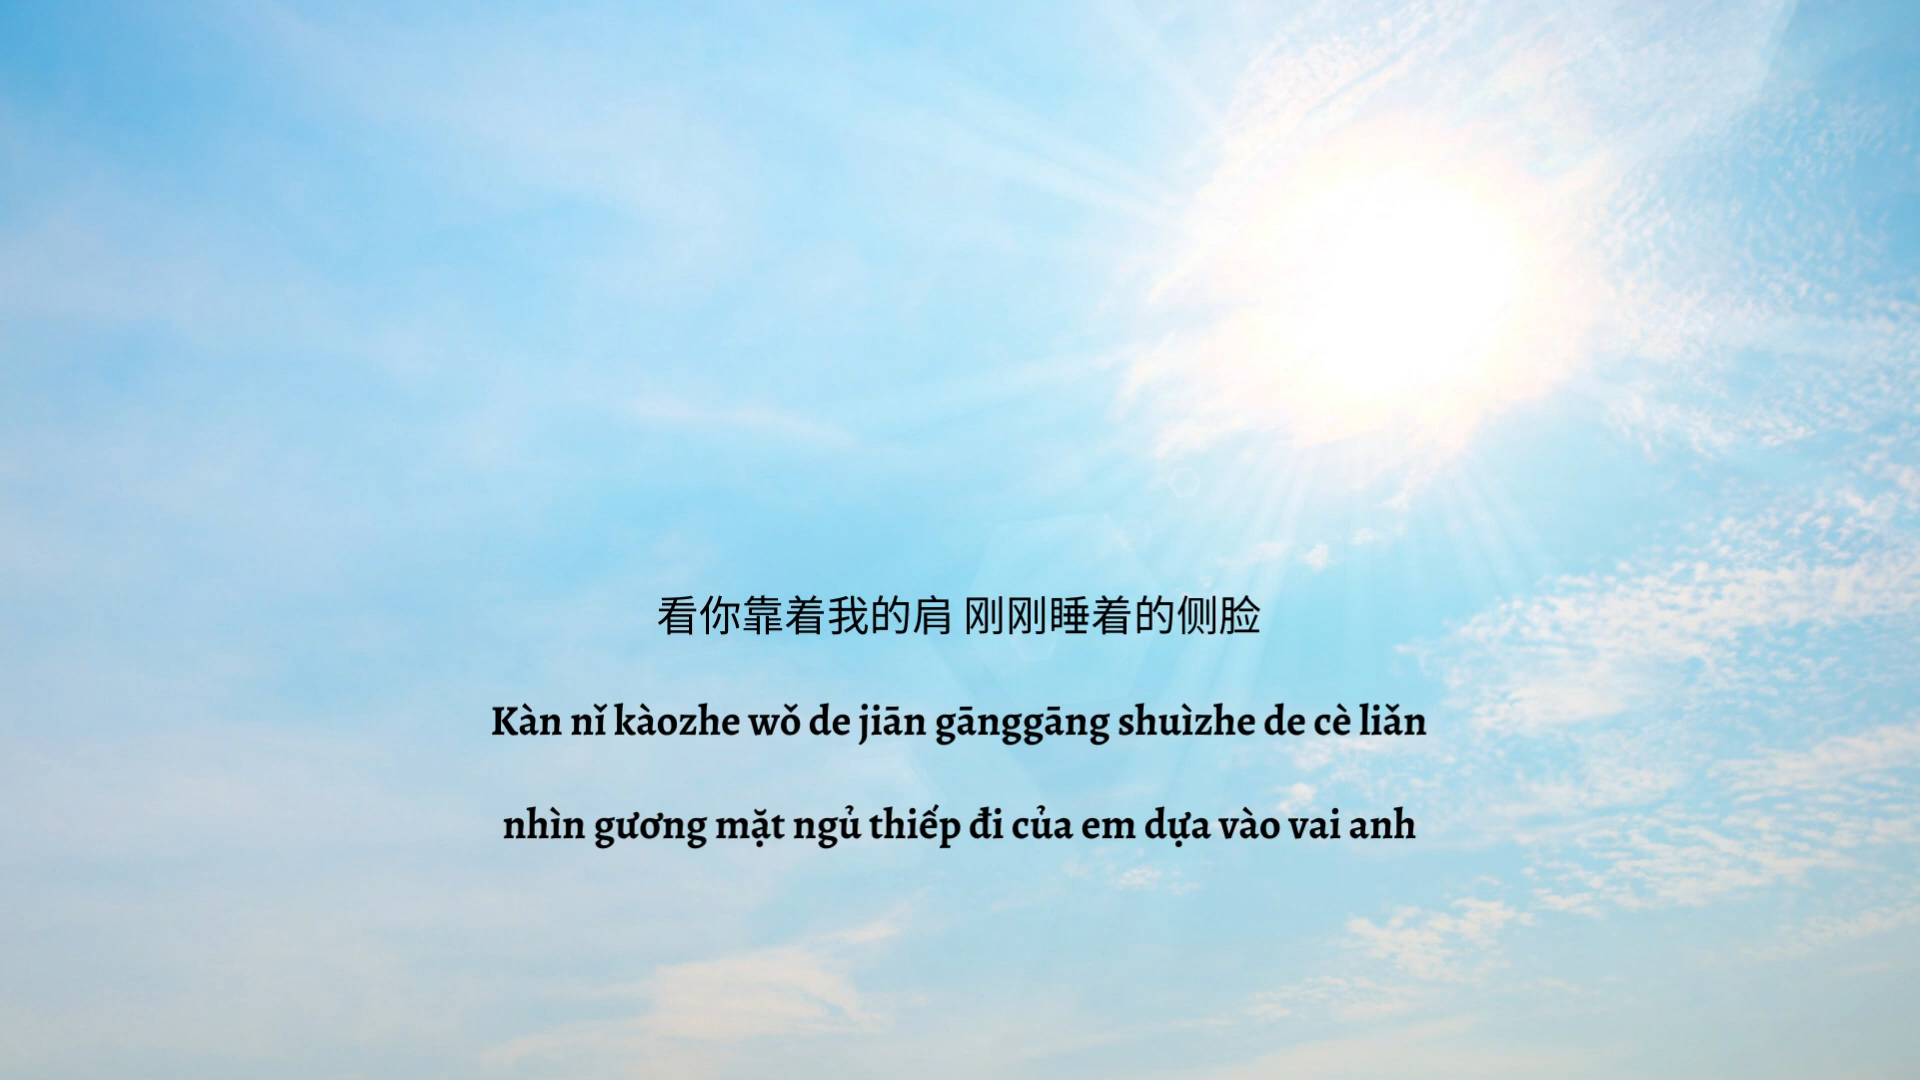 看你靠着我的肩 刚刚睡着的侧脸
Kàn nǐ kàozhe wǒ de jiān gānggāng shuìzhe de cè liǎn
nhìn gương mặt ngủ thiếp đi của em dựa vào vai anh